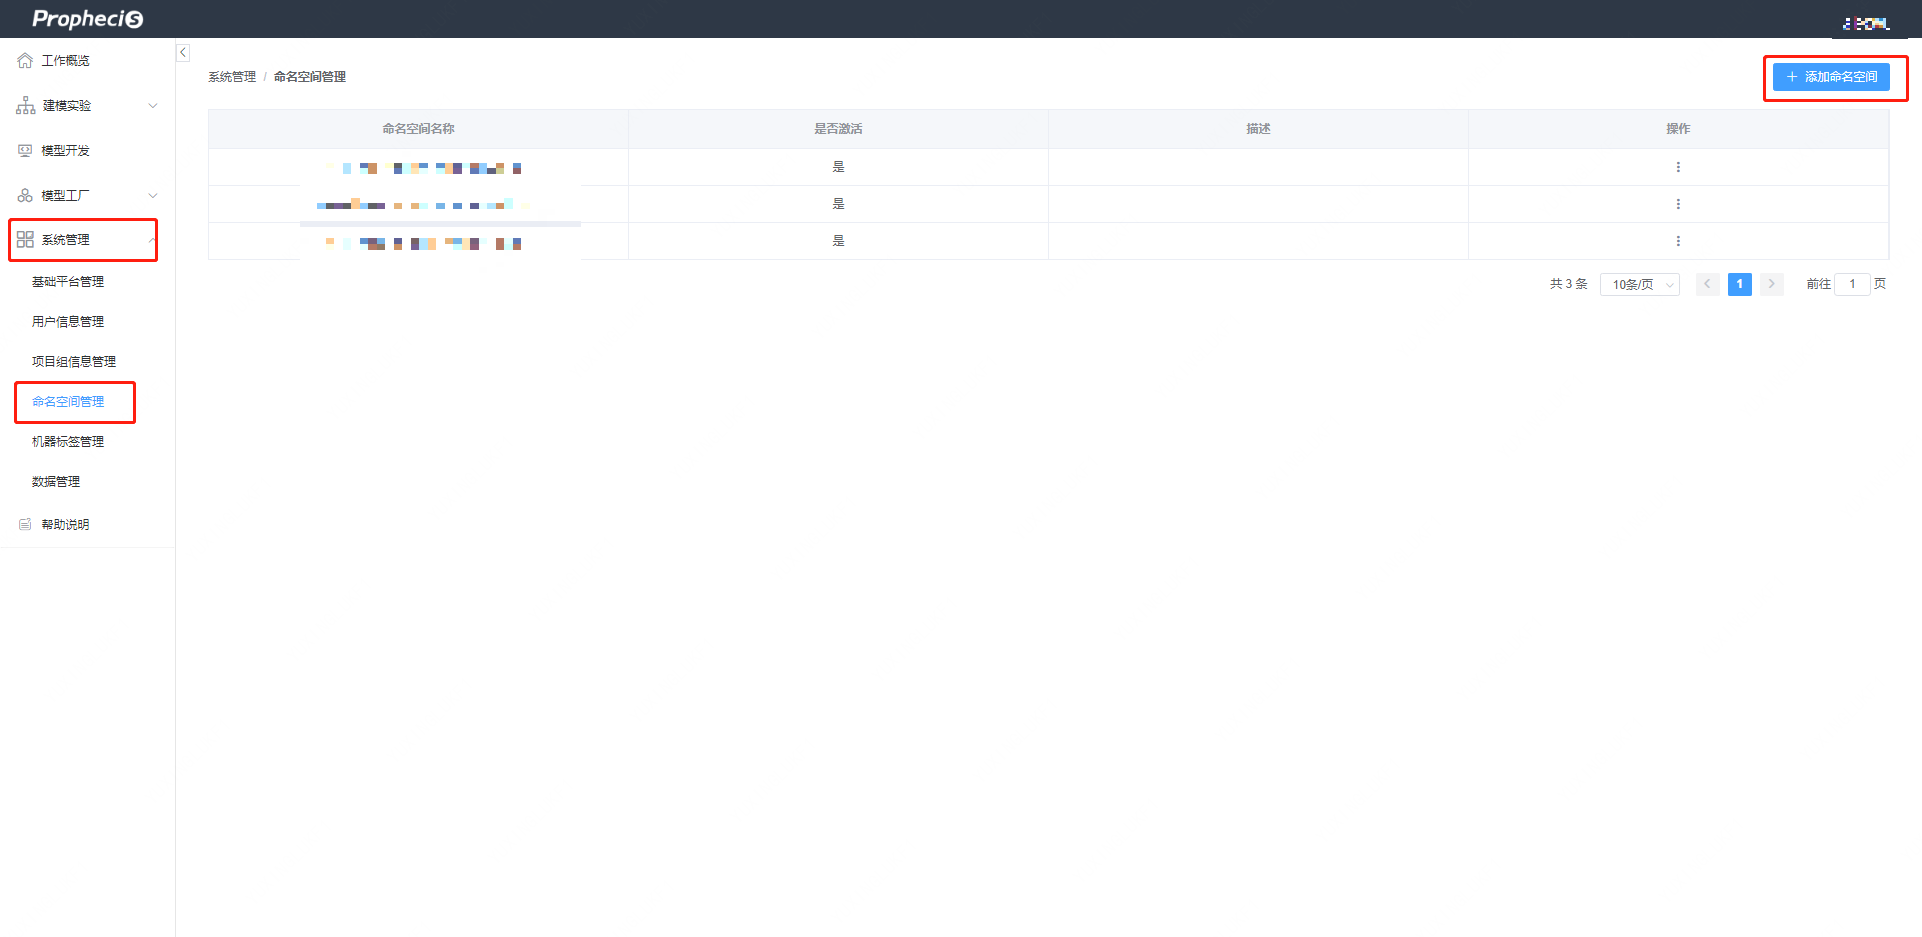 PropheciS
工作概览
建模实验
模型开发
模型工厂
系统管理
基础平台管理
用户信息管理
项目组信息管理
命名空间管理
机器标签管理
数据管理
帮助说明
系统管理 / 命名空间管理
+ 添加命名空间
命名空间名称 是否激活 描述 操作
是
是
是
共 3 条 10条/页 1 前往 1 页